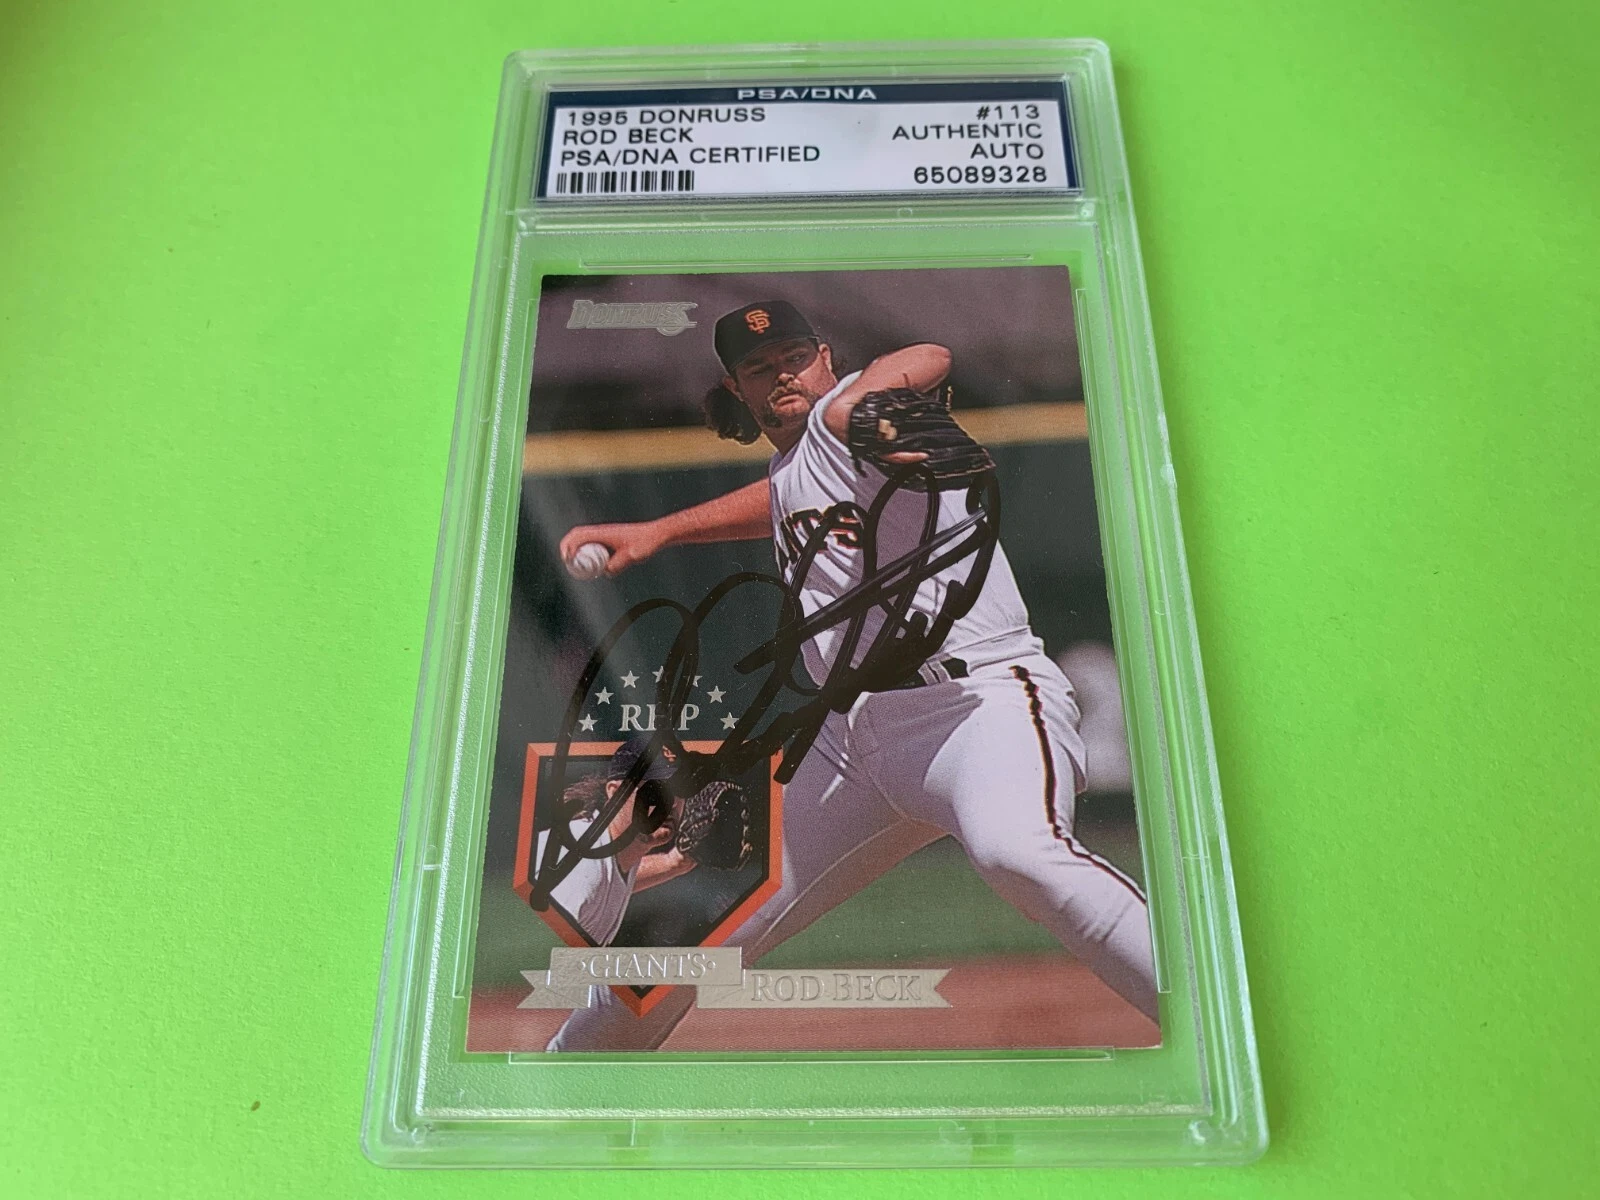 PSA/DNA
1995 DONRUSS #113
ROD BECK AUTHENTIC
PSA/DNA CERTIFIED AUTO
65089328
DONRUSS
SF
NTS
RHP
GIANTS
ROD BECK